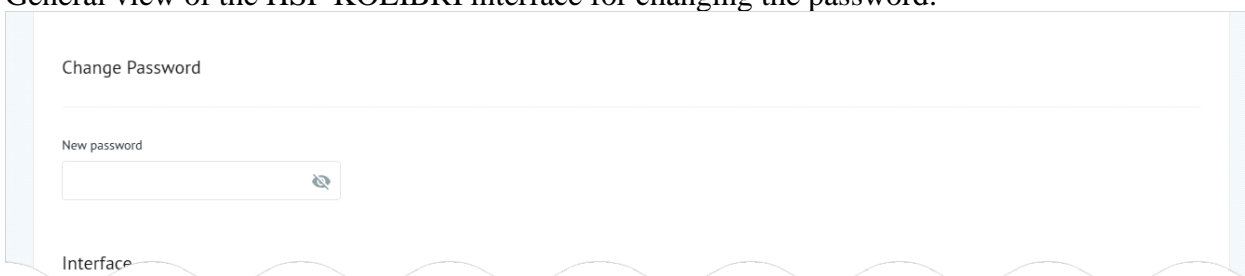 General view of the HSP KOLIBRI interface for changing the password:
Change Password
New password
Interface